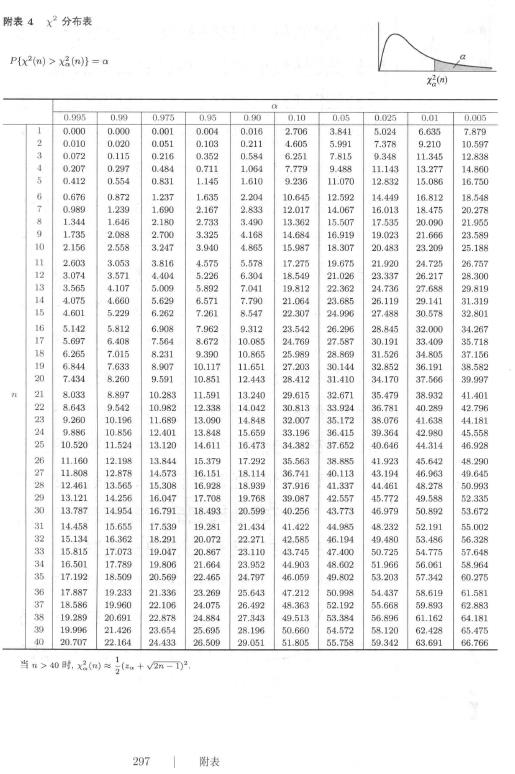 附表 4 χ² 分布表
P{χ²(n) > χ²α(n)} = α
α
χ²α(n)
α
0.995 0.99 0.975 0.95 0.90 0.10 0.05 0.025 0.01 0.005
1 0.000 0.000 0.001 0.004 0.016 2.706 3.841 5.024 6.635 7.879
2 0.010 0.020 0.051 0.103 0.211 4.605 5.991 7.378 9.210 10.597
3 0.072 0.115 0.216 0.352 0.584 6.251 7.815 9.348 11.345 12.838
4 0.207 0.297 0.484 0.711 1.064 7.779 9.488 11.143 13.277 14.860
5 0.412 0.554 0.831 1.145 1.610 9.236 11.070 12.832 15.086 16.750
6 0.676 0.872 1.237 1.635 2.204 10.645 12.592 14.449 16.812 18.548
7 0.989 1.239 1.690 2.167 2.833 12.017 14.067 16.013 18.475 20.278
8 1.344 1.646 2.180 2.733 3.490 13.362 15.507 17.535 20.090 21.955
9 1.735 2.088 2.700 3.325 4.168 14.684 16.919 19.023 21.666 23.589
10 2.156 2.558 3.247 3.940 4.865 15.987 18.307 20.483 23.209 25.188
11 2.603 3.053 3.816 4.575 5.578 17.275 19.675 21.920 24.725 26.757
12 3.074 3.571 4.404 5.226 6.304 18.549 21.026 23.337 26.217 28.300
13 3.565 4.107 5.009 5.892 7.041 19.812 22.362 24.736 27.688 29.819
14 4.075 4.660 5.629 6.571 7.790 21.064 23.685 26.119 29.141 31.319
15 4.601 5.229 6.262 7.261 8.547 22.307 24.996 27.488 30.578 32.801
16 5.142 5.812 6.908 7.962 9.312 23.542 26.296 28.845 32.000 34.267
17 5.697 6.408 7.564 8.672 10.085 24.769 27.587 30.191 33.409 35.718
18 6.265 7.015 8.231 9.390 10.865 25.989 28.869 31.526 34.805 37.156
19 6.844 7.633 8.907 10.117 11.651 27.203 30.144 32.852 36.191 38.582
20 7.434 8.260 9.591 10.851 12.443 28.412 31.410 34.170 37.566 39.997
n 21 8.033 8.897 10.283 11.591 13.240 29.615 32.671 35.479 38.932 41.401
22 8.643 9.542 10.982 12.338 14.042 30.813 33.924 36.781 40.289 42.796
23 9.260 10.196 11.689 13.090 14.848 32.007 35.172 38.076 41.638 44.181
24 9.886 10.856 12.401 13.848 15.659 33.196 36.415 39.364 42.980 45.558
25 10.520 11.524 13.120 14.611 16.473 34.382 37.652 40.646 44.314 46.928
26 11.160 12.198 13.844 15.379 17.292 35.563 38.885 41.923 45.642 48.290
27 11.808 12.878 14.573 16.151 18.114 36.741 40.113 43.194 46.963 49.645
28 12.461 13.565 15.308 16.928 18.939 37.916 41.337 44.461 48.278 50.993
29 13.121 14.256 16.047 17.708 19.768 39.087 42.557 45.772 49.588 52.335
30 13.787 14.954 16.791 18.493 20.599 40.256 43.773 46.979 50.892 53.672
31 14.458 15.655 17.539 19.281 21.434 41.422 44.985 48.232 52.191 55.002
32 15.134 16.362 18.291 20.072 22.271 42.585 46.194 49.480 53.486 56.328
33 15.815 17.073 19.047 20.867 23.110 43.745 47.400 50.725 54.775 57.648
34 16.501 17.789 19.806 21.664 23.952 44.903 48.602 51.966 56.061 58.964
35 17.192 18.509 20.569 22.465 24.797 46.059 49.802 53.203 57.342 60.275
36 17.887 19.233 21.336 23.269 25.643 47.212 50.998 54.437 58.619 61.581
37 18.586 19.960 22.106 24.075 26.492 48.363 52.192 55.668 59.893 62.883
38 19.289 20.691 22.878 24.884 27.343 49.513 53.384 56.896 61.162 64.181
39 19.996 21.426 23.654 25.695 28.196 50.660 54.572 58.120 62.428 65.475
40 20.707 22.164 24.433 26.509 29.051 51.805 55.758 59.342 63.691 66.766
当 n > 40 时, χ²α(n) ≈ 1/2(zα + √(2n − 1))².
297 | 附表